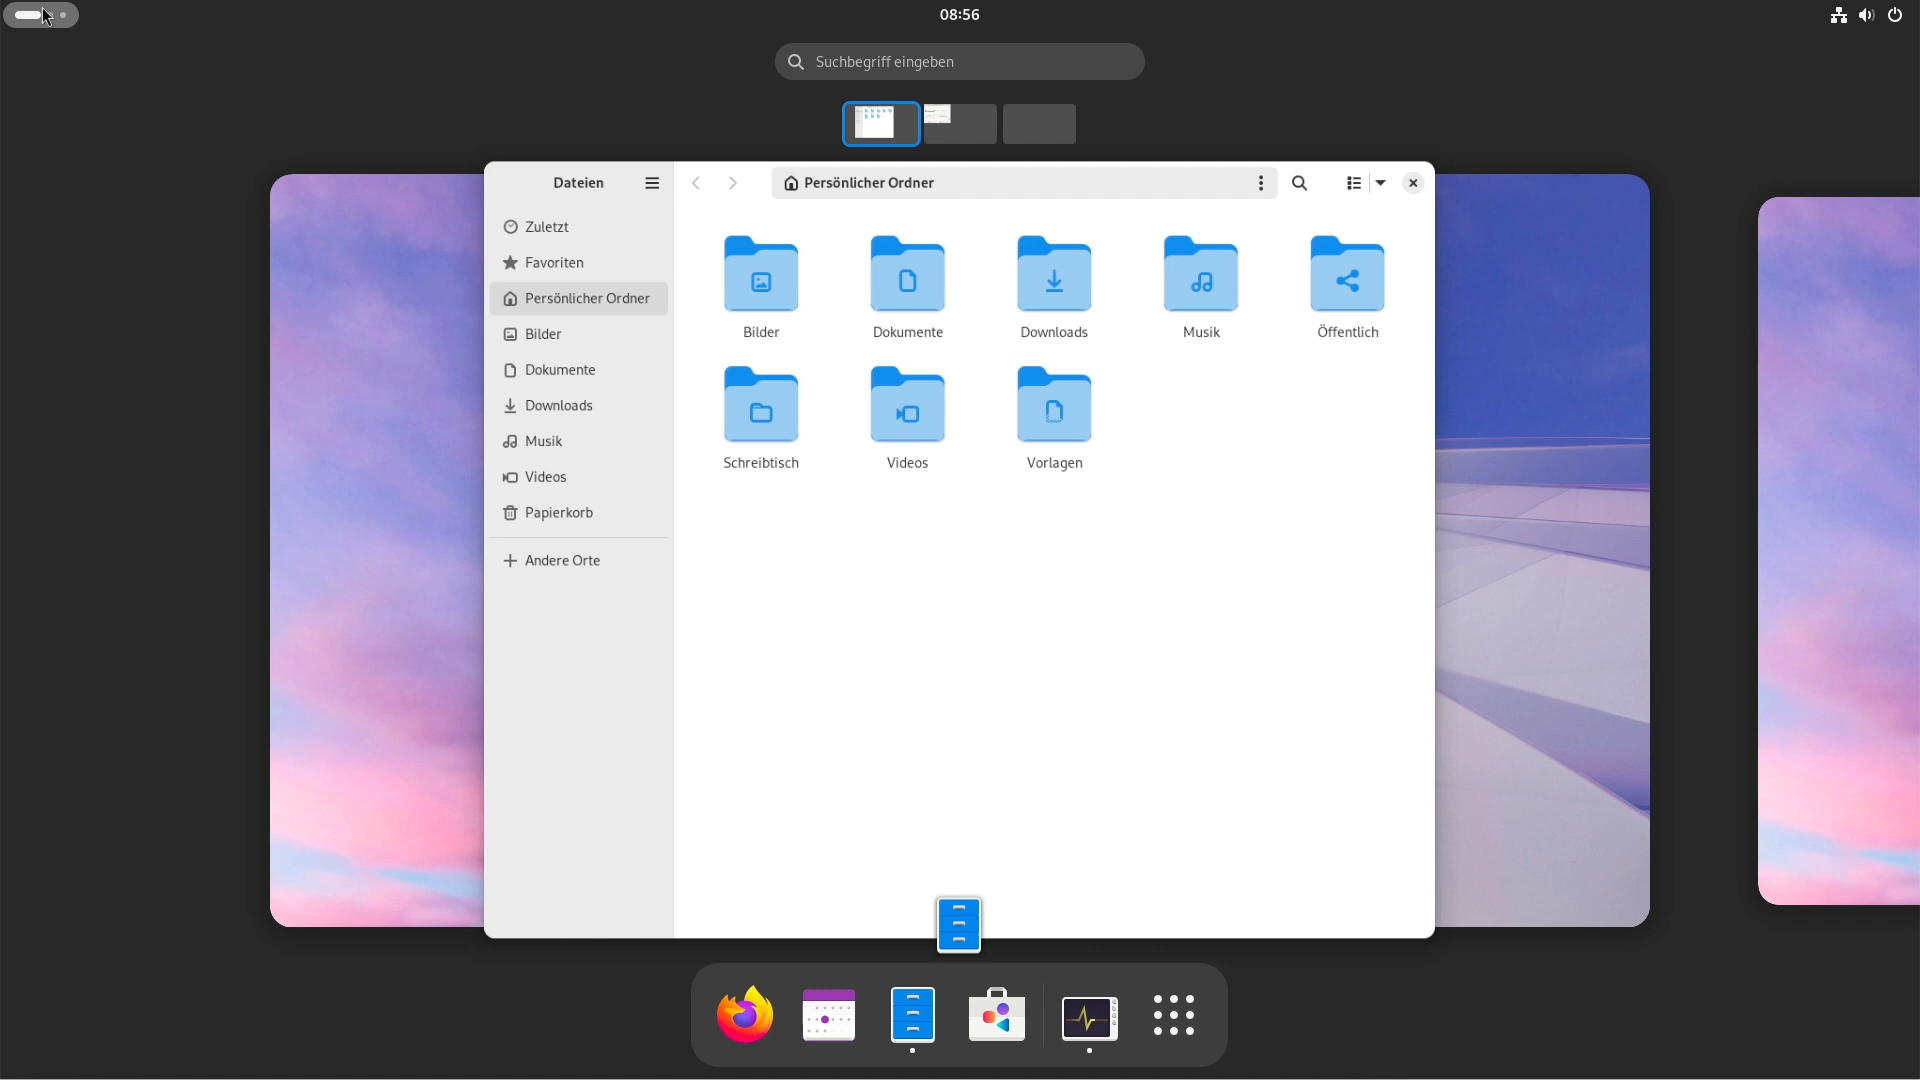 08:56
Suchbegriff eingeben
Dateien
Persönlicher Ordner
Zuletzt
Favoriten
Persönlicher Ordner
Bilder
Dokumente
Downloads
Musik
Videos
Papierkorb
Andere Orte
Bilder
Dokumente
Downloads
Musik
Öffentlich
Schreibtisch
Videos
Vorlagen